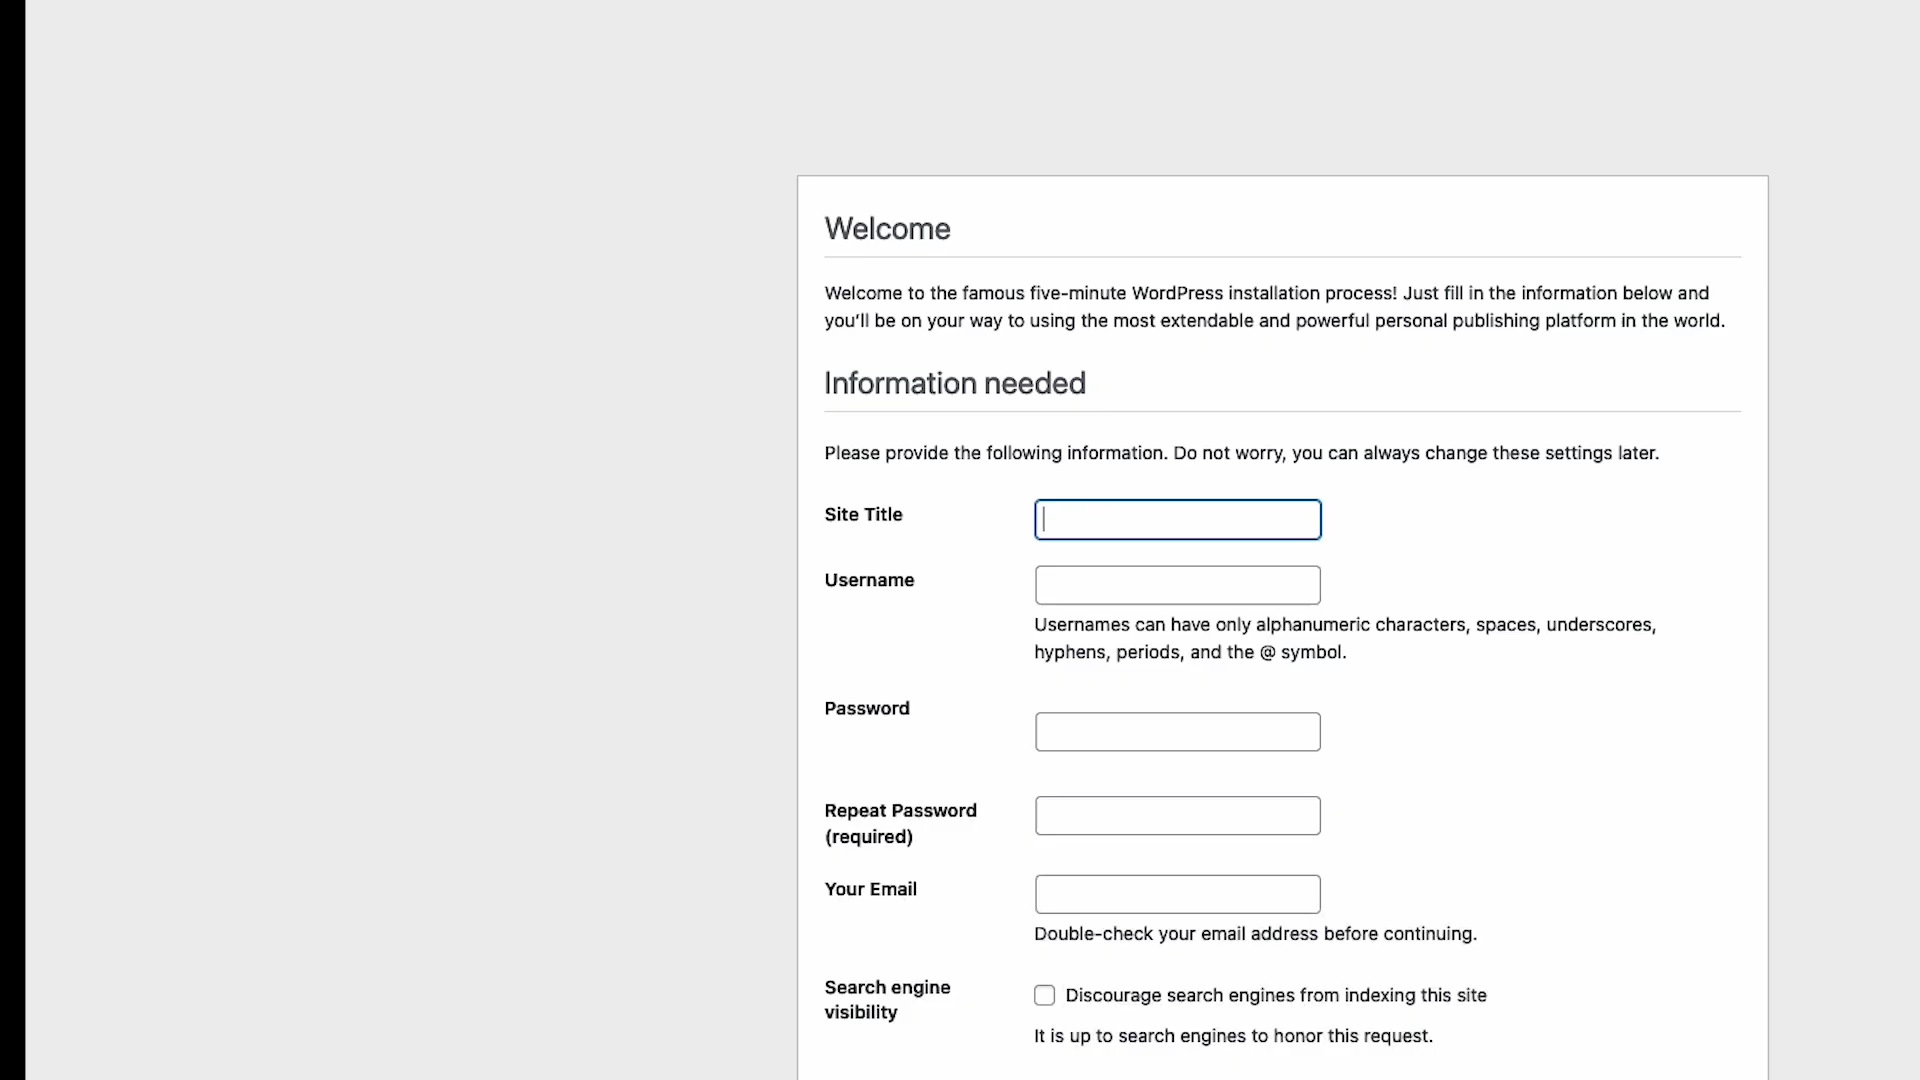 Welcome
Welcome to the famous five-minute WordPress installation process! Just fill in the information below and
you’ll be on your way to using the most extendable and powerful personal publishing platform in the world.
Information needed
Please provide the following information. Do not worry, you can always change these settings later.
Site Title
Username
Usernames can have only alphanumeric characters, spaces, underscores,
hyphens, periods, and the @ symbol.
Password
Repeat Password
(required)
Your Email
Double-check your email address before continuing.
Search engine
visibility
Discourage search engines from indexing this site
It is up to search engines to honor this request.